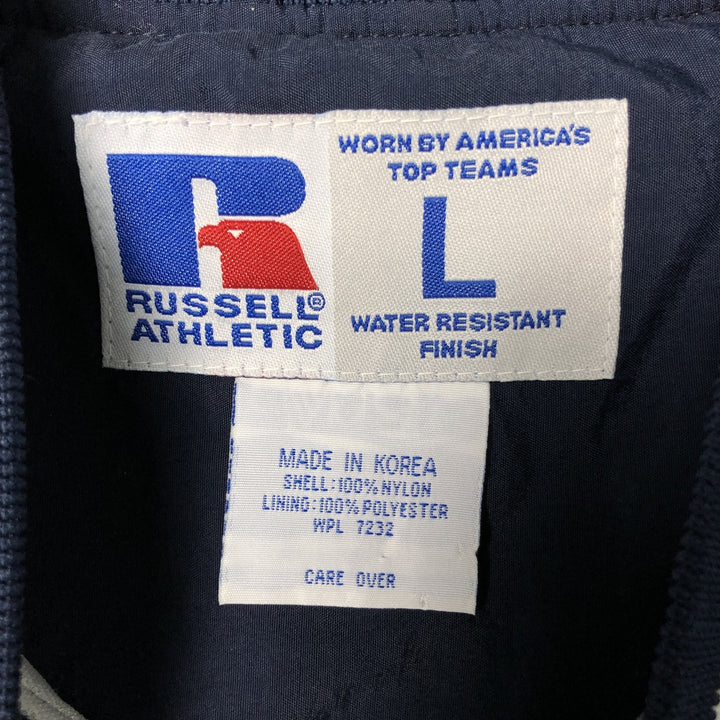 RUSSELL®
ATHLETIC
WORN BY AMERICA'S
TOP TEAMS
L
WATER RESISTANT
FINISH
MADE IN KOREA
SHELL:100% NYLON
LINING:100% POLYESTER
WPL 7232
CARE OVER